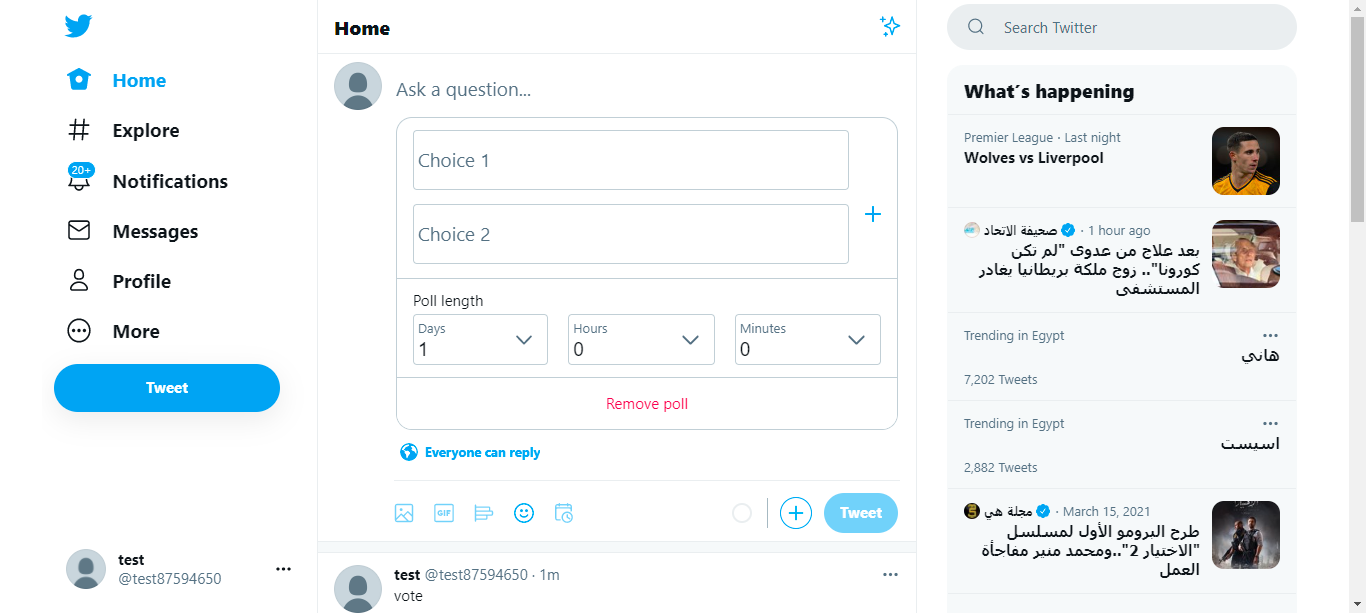 Home
Explore
20+
Notifications
Messages
Profile
More
Tweet
test
@test87594650
Home
Ask a question...
Choice 1
Choice 2
Poll length
Days
1
Hours
0
Minutes
0
Remove poll
Everyone can reply
GIF
Tweet
test @test87594650 · 1m
vote
Search Twitter
What's happening
Premier League · Last night
Wolves vs Liverpool
صحيفة الاتحاد · 1 hour ago
بعد علاج من عدوى "لم تكن
كورونا".. زوج ملكة بريطانيا يغادر
المستشفى
Trending in Egypt
هاني
7,202 Tweets
Trending in Egypt
اسيست
2,882 Tweets
مجلة هي · March 15, 2021
طرح البرومو الأول لمسلسل
"الاختيار 2"..ومحمد منير مفاجأة
العمل